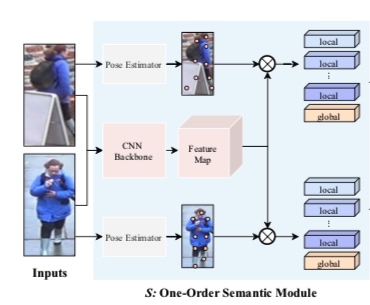 Pose Estimator
local
local
⋮
local
global
CNN
Backbone
Feature
Map
local
local
⋮
local
global
Pose Estimator
Inputs
S: One-Order Semantic Module